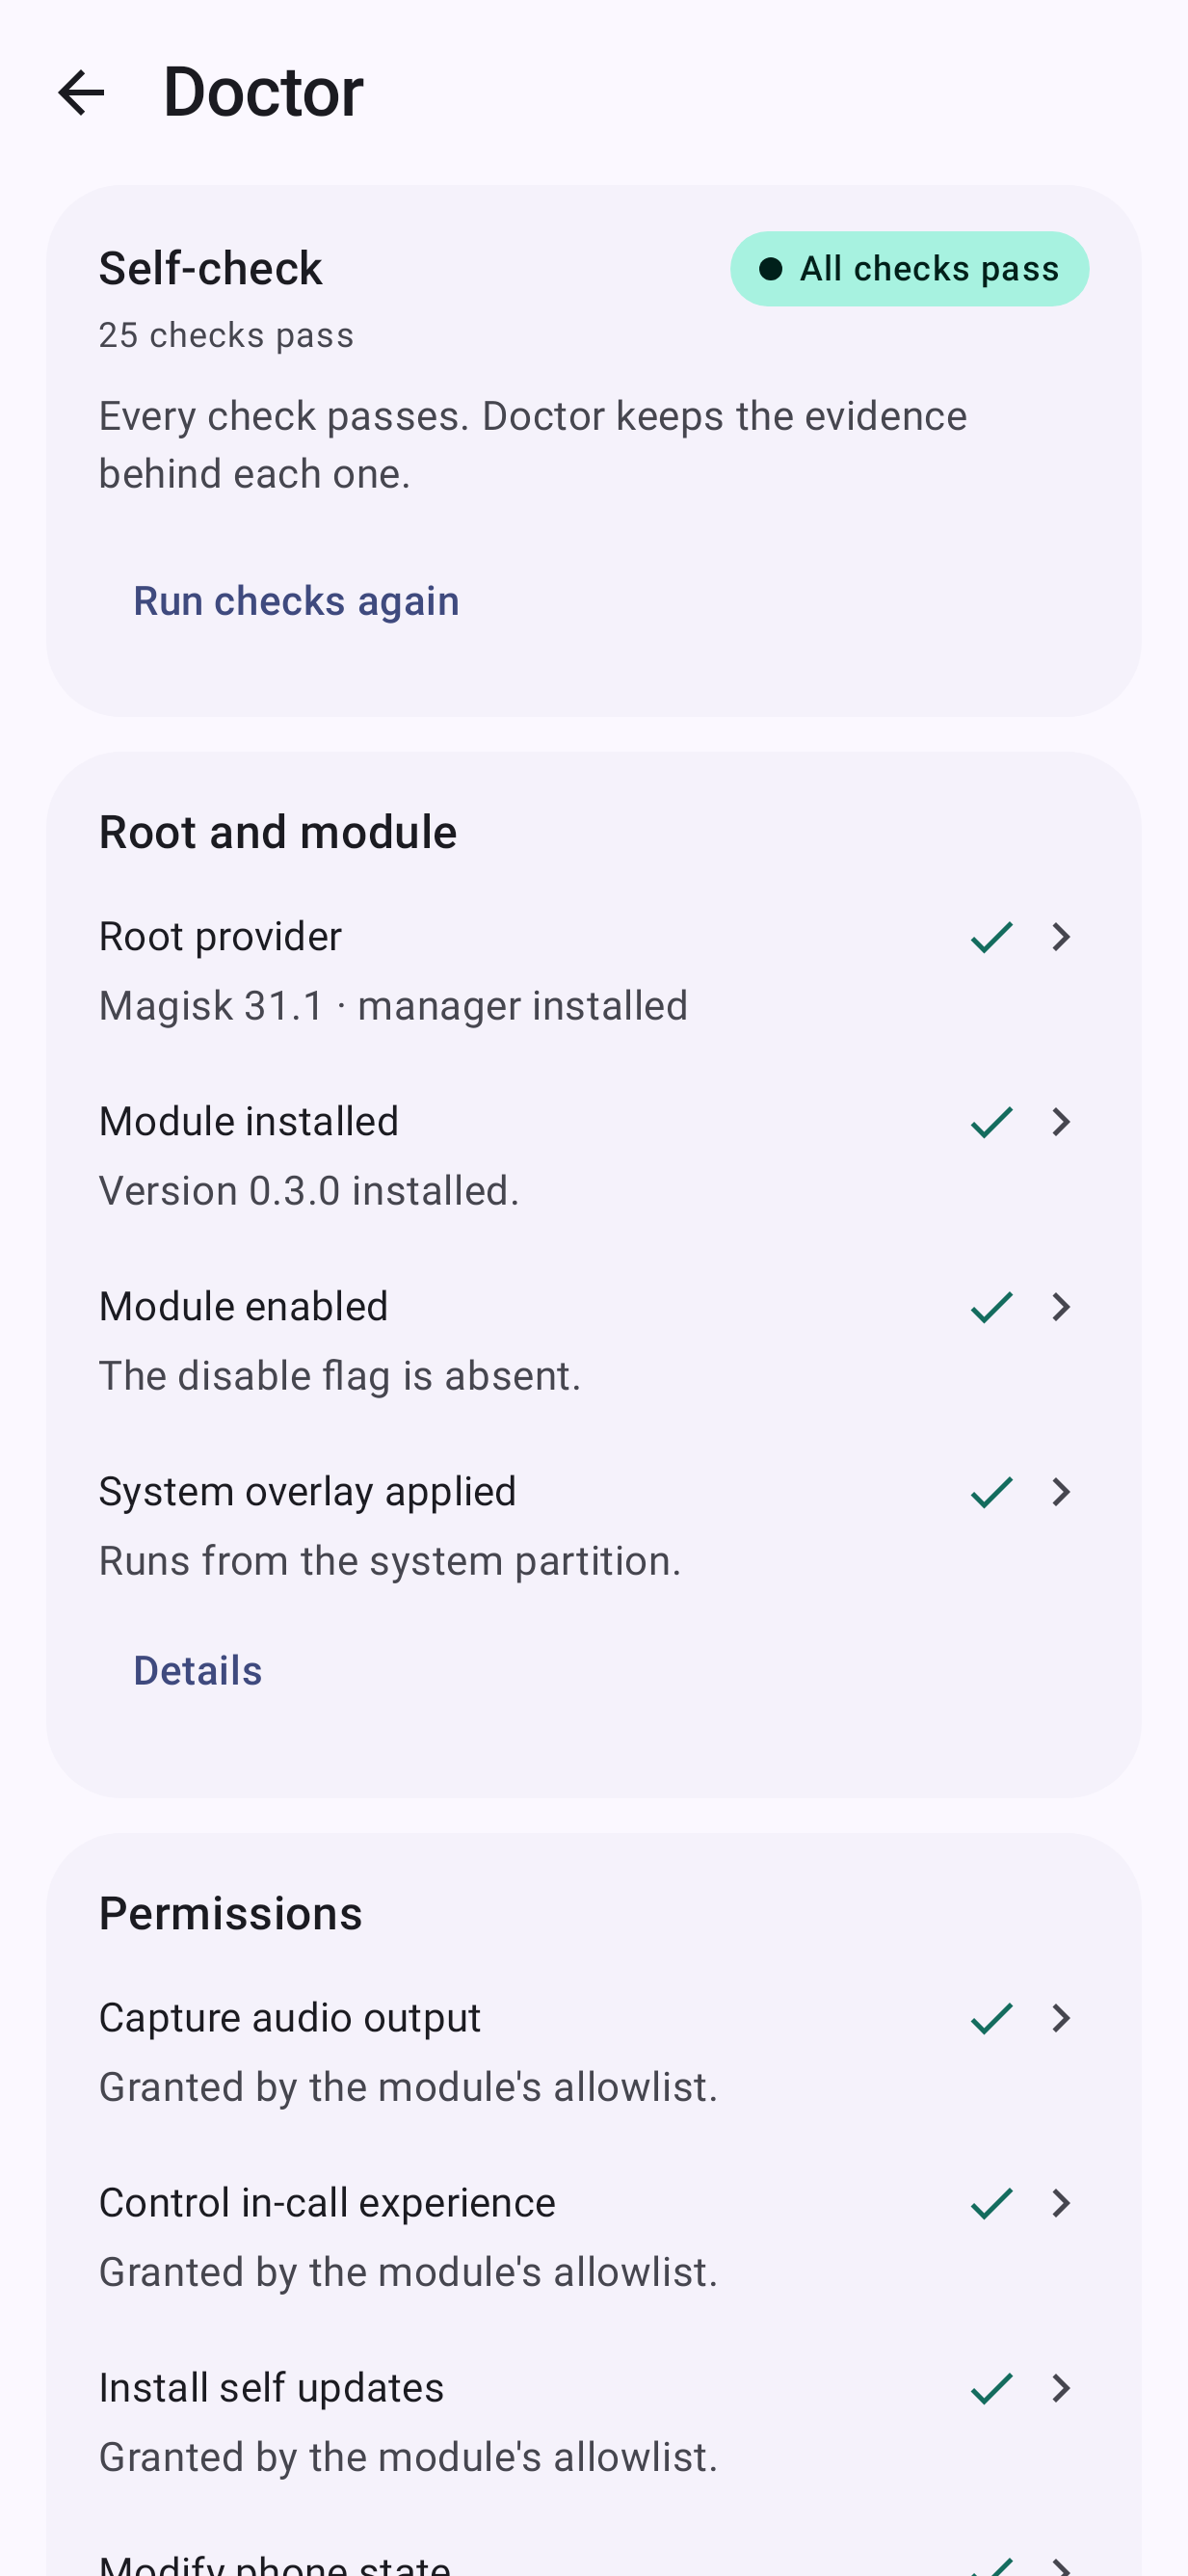 Doctor
Self-check
All checks pass
25 checks pass
Every check passes. Doctor keeps the evidence
behind each one.
Run checks again
Root and module
Root provider
Magisk 31.1 · manager installed
Module installed
Version 0.3.0 installed.
Module enabled
The disable flag is absent.
System overlay applied
Runs from the system partition.
Details
Permissions
Capture audio output
Granted by the module's allowlist.
Control in-call experience
Granted by the module's allowlist.
Install self updates
Granted by the module's allowlist.
Modify phone state